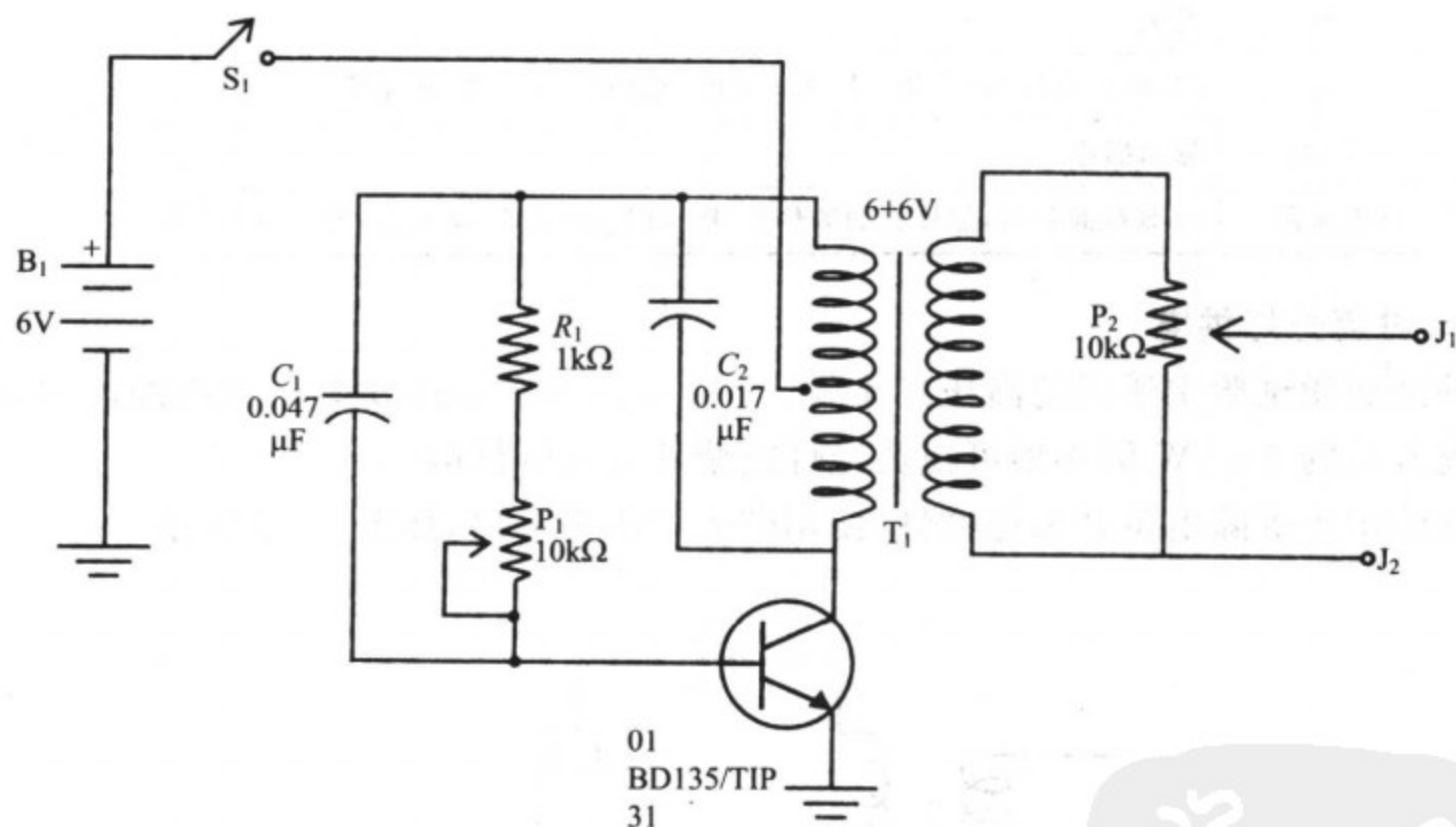 S₁
6+6V
B₁
+
6V
R₁
1kΩ
P₂
10kΩ
J₁
C₁
0.047
μF
C₂
0.017
μF
P₁
10kΩ
T₁
J₂
01
BD135/TIP
31